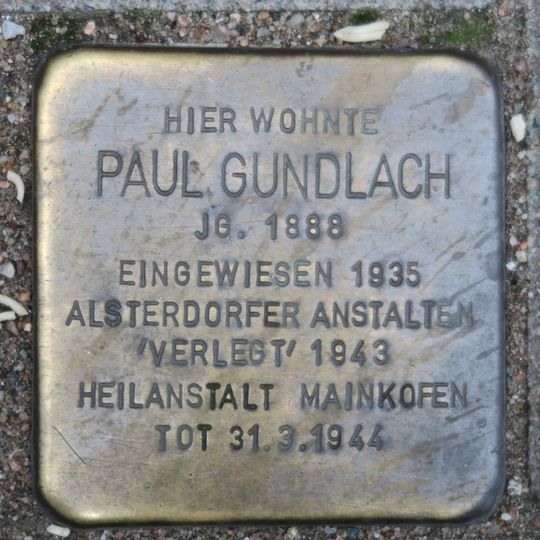 HIER WOHNTE
PAUL GUNDLACH
JG. 1888
EINGEWIESEN 1935
ALSTERDORFER ANSTALTEN
'VERLEGT' 1943
HEILANSTALT MAINKOFEN
TOT 31.3.1944